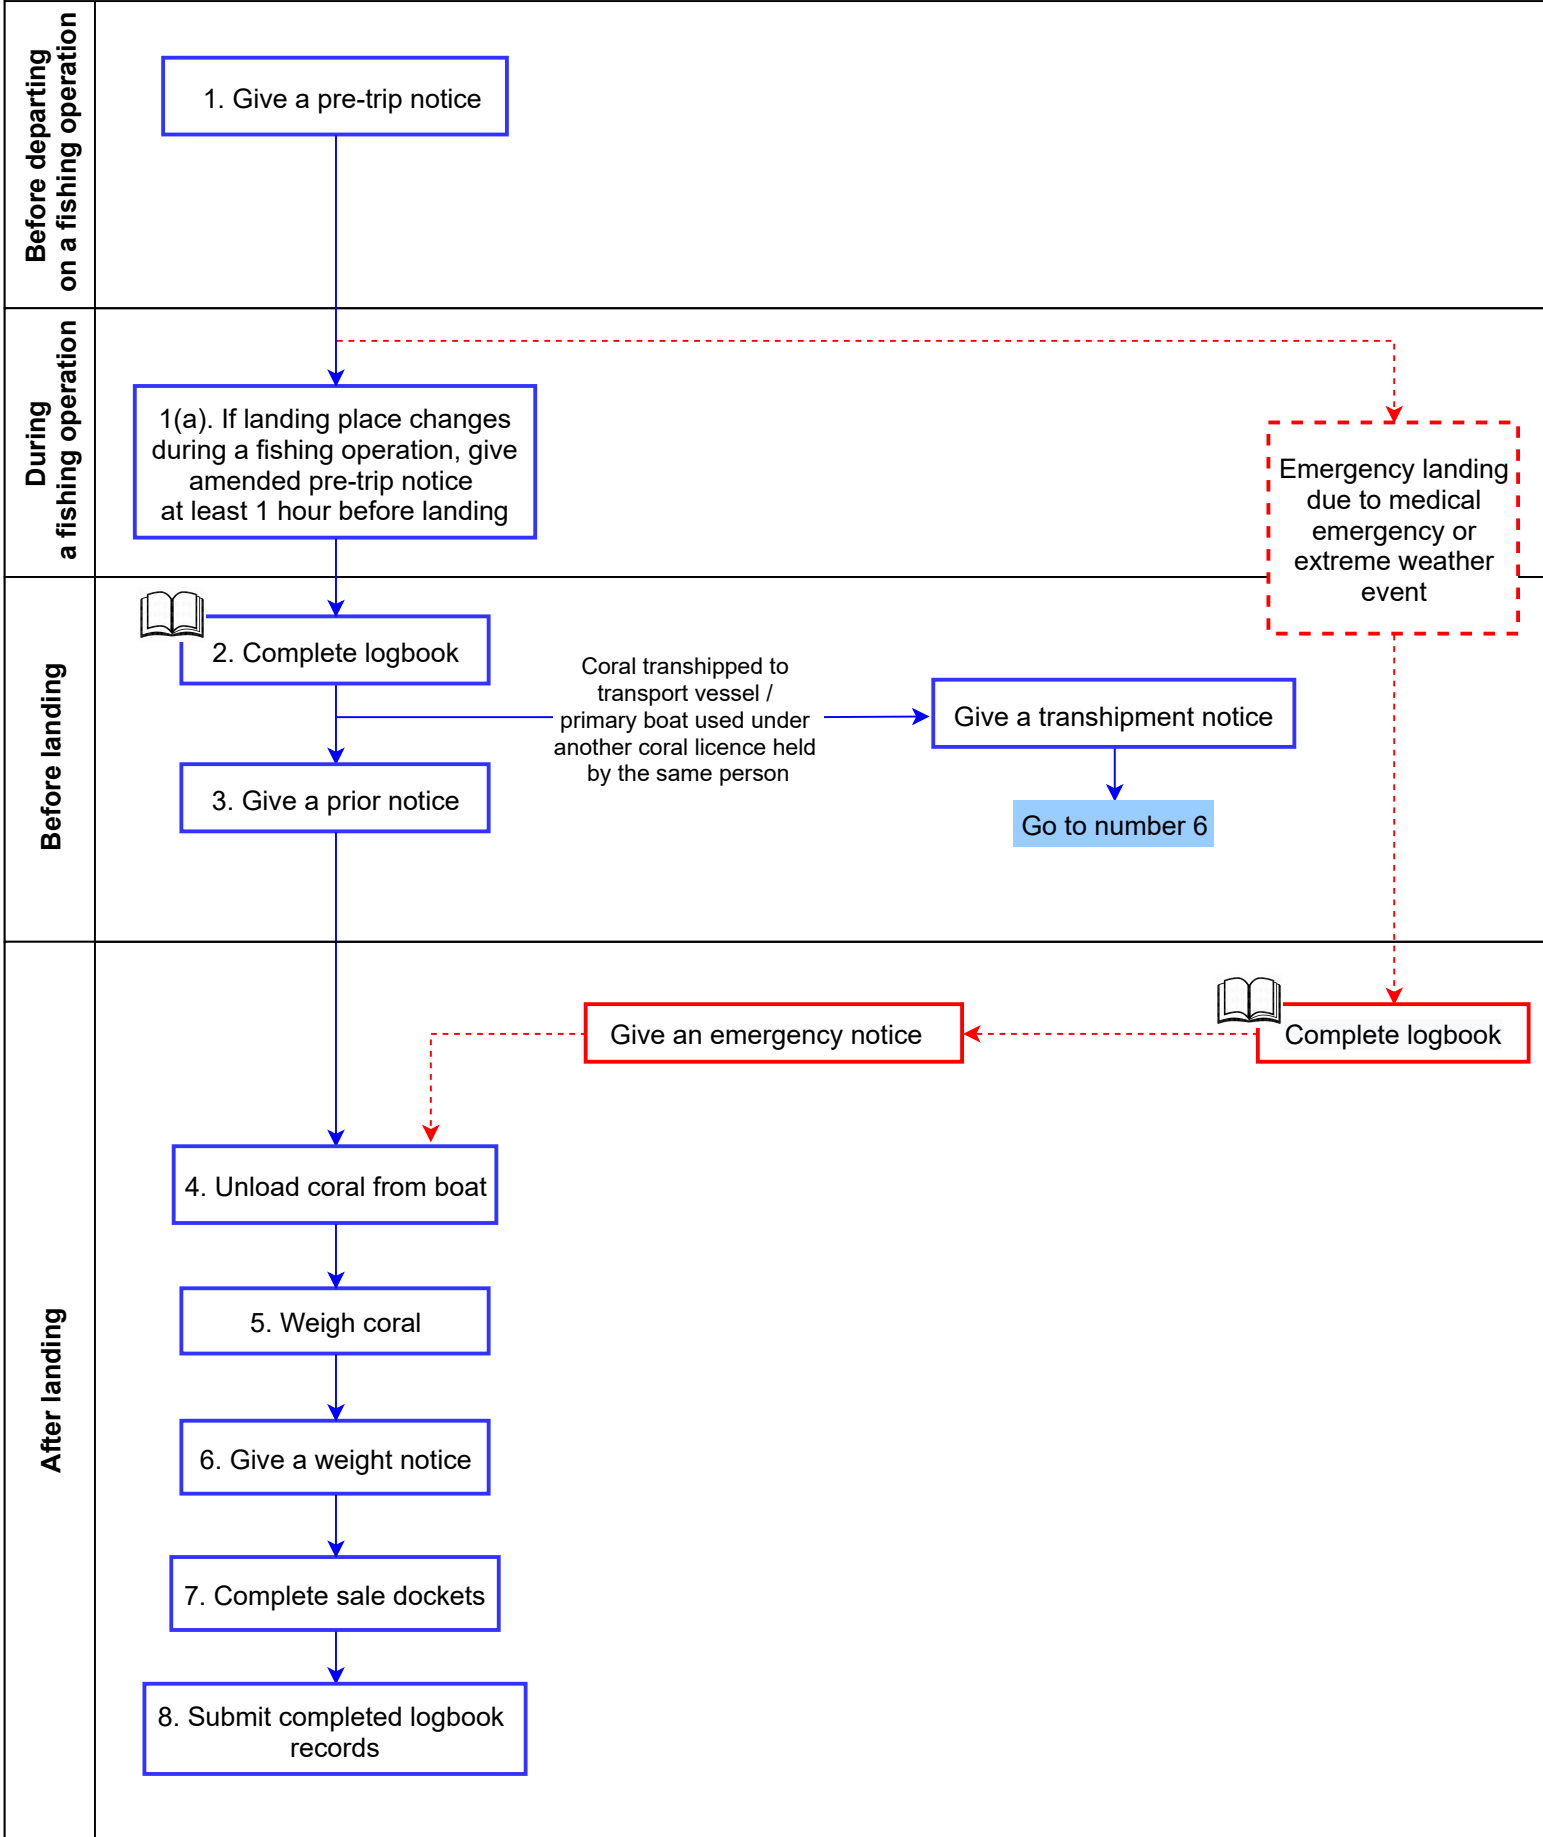 Before departing
on a fishing operation
1. Give a pre-trip notice
During
a fishing operation
1(a). If landing place changes
during a fishing operation, give
amended pre-trip notice
at least 1 hour before landing
Emergency landing
due to medical
emergency or
extreme weather
event
Before landing
2. Complete logbook
Coral transhipped to
transport vessel /
primary boat used under
another coral licence held
by the same person
Give a transhipment notice
3. Give a prior notice
Go to number 6
After landing
Give an emergency notice
Complete logbook
4. Unload coral from boat
5. Weigh coral
6. Give a weight notice
7. Complete sale dockets
8. Submit completed logbook
records